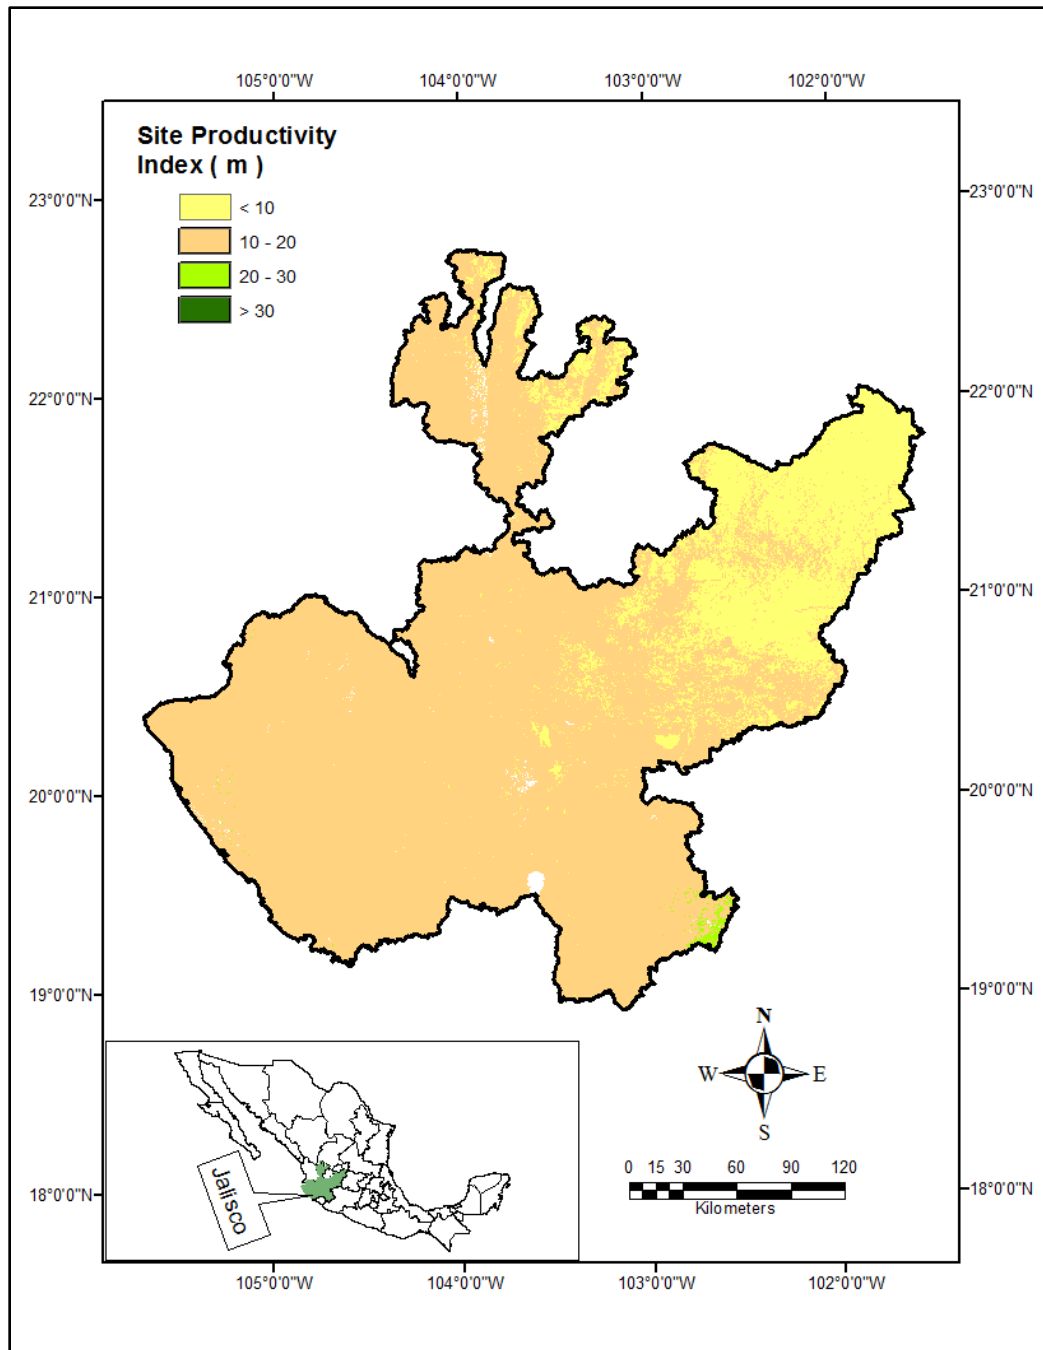 105°0'0"W 104°0'0"W 103°0'0"W 102°0'0"W
Site Productivity
Index ( m )
< 10
10 - 20
20 - 30
> 30
23°0'0"N
22°0'0"N
21°0'0"N
20°0'0"N
19°0'0"N
18°0'0"N
23°0'0"N
22°0'0"N
21°0'0"N
20°0'0"N
19°0'0"N
18°0'0"N
N
W E
S
Jalisco
0 15 30 60 90 120
Kilometers
105°0'0"W 104°0'0"W 103°0'0"W 102°0'0"W